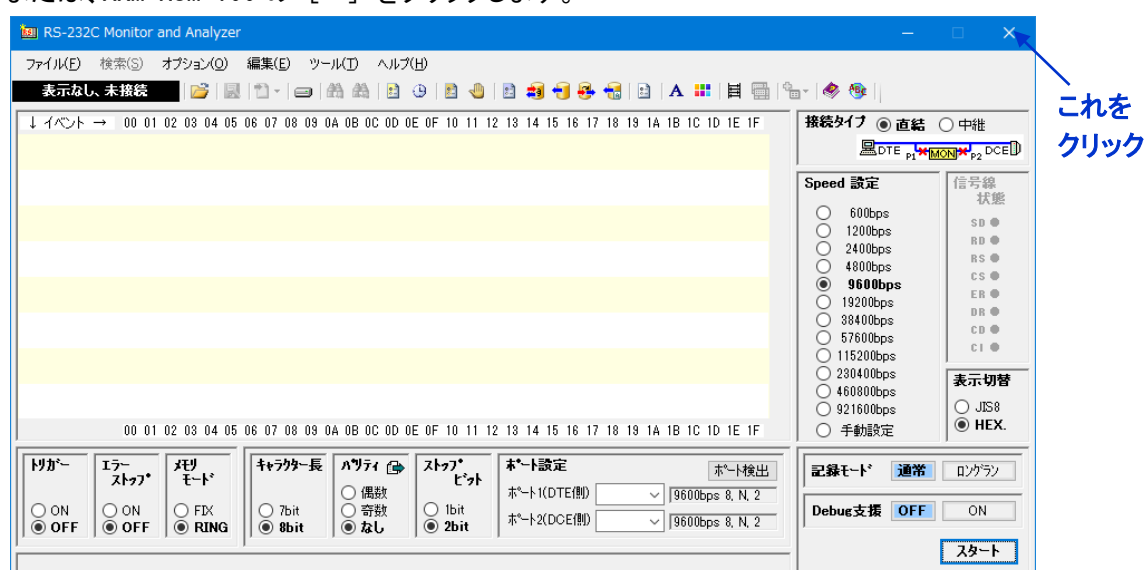 RS-232C Monitor and Analyzer
ファイル(F) 検索(S) オプション(O) 編集(E) ツール(T) ヘルプ(H)
表示なし、未接続
これを
クリック
↓ イベント → 00 01 02 03 04 05 06 07 08 09 0A 0B 0C 0D 0E 0F 10 11 12 13 14 15 16 17 18 19 1A 1B 1C 1D 1E 1F
00 01 02 03 04 05 06 07 08 09 0A 0B 0C 0D 0E 0F 10 11 12 13 14 15 16 17 18 19 1A 1B 1C 1D 1E 1F
接続タイプ 直結 中継
DTE P1 MON P2 DCE
Speed 設定
600bps
1200bps
2400bps
4800bps
9600bps
19200bps
38400bps
57600bps
115200bps
230400bps
460800bps
921600bps
手動設定
信号線
状態
SD
RD
RS
CS
ER
DR
CD
CI
表示切替
JIS8
HEX.
トリガー
ON
OFF
エラー
ストップ
ON
OFF
メモリ
モード
FIX
RING
キャラクター長
7bit
8bit
パリティ
偶数
奇数
なし
ストップ
ビット
1bit
2bit
ポート設定 ポート検出
ポート1(DTE側) 9600bps 8, N, 2
ポート2(DCE側) 9600bps 8, N, 2
記録モード 通常 ロングラン
Debug支援 OFF ON
スタート